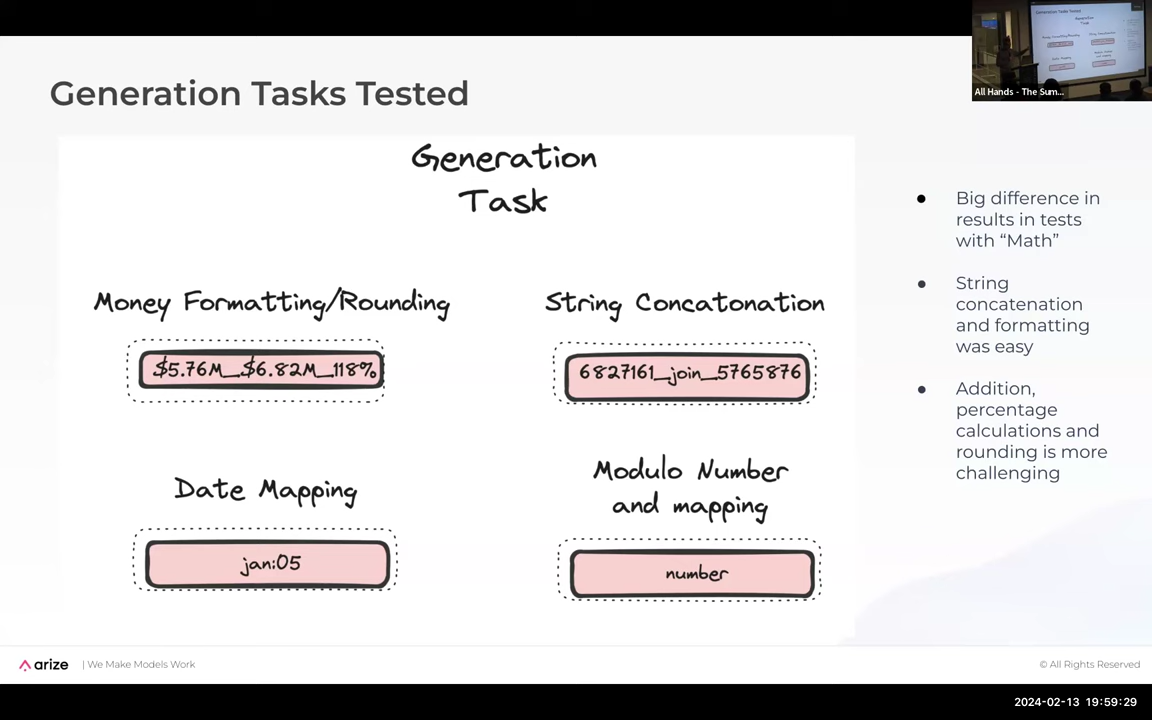 Generation Tasks Tested
All Hands - The Sum...
Generation
Task
Money Formatting/Rounding
$5.76M_$6.82M_118%
String Concatonation
6827161_join_5765876
Date Mapping
jan:05
Modulo Number
and mapping
number
Big difference in
results in tests
with “Math”
String
concatenation
and formatting
was easy
Addition,
percentage
calculations and
rounding is more
challenging
arize | We Make Models Work
© All Rights Reserved
2024-02-13 19:59:29